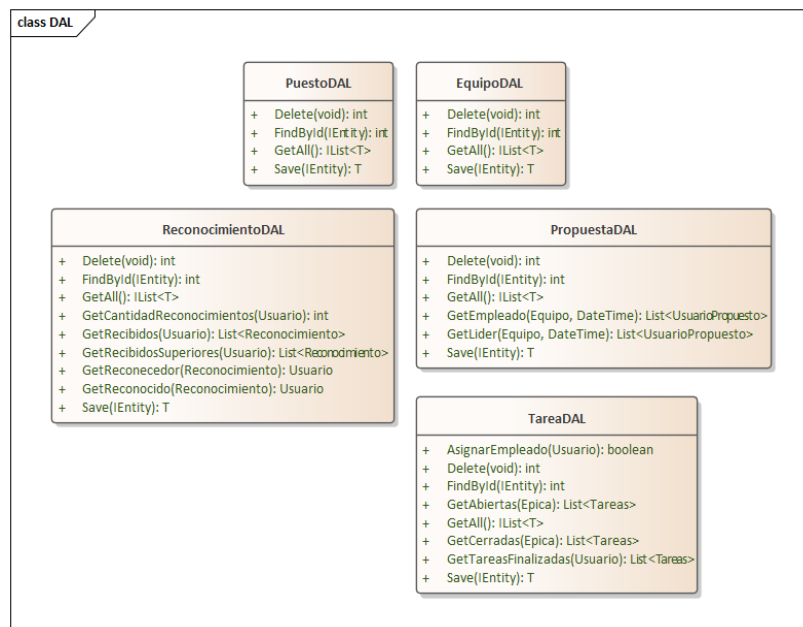 class DAL
PuestoDAL
+ Delete(void): int
+ FindById(IEntity): int
+ GetAll(): IList<T>
+ Save(IEntity): T
EquipoDAL
+ Delete(void): int
+ FindById(IEntity): int
+ GetAll(): IList<T>
+ Save(IEntity): T
ReconocimientoDAL
+ Delete(void): int
+ FindById(IEntity): int
+ GetAll(): IList<T>
+ GetCantidadReconocimientos(Usuario): int
+ GetRecibidos(Usuario): List<Reconocimiento>
+ GetRecibidosSuperiores(Usuario): List<Reconocimiento>
+ GetReconecedor(Reconocimiento): Usuario
+ GetReconocido(Reconocimiento): Usuario
+ Save(IEntity): T
PropuestaDAL
+ Delete(void): int
+ FindById(IEntity): int
+ GetAll(): IList<T>
+ GetEmpleado(Equipo, DateTime): List<UsuarioPropuesto>
+ GetLider(Equipo, DateTime): List<UsuarioPropuesto>
+ Save(IEntity): T
TareaDAL
+ AsignarEmpleado(Usuario): boolean
+ Delete(void): int
+ FindById(IEntity): int
+ GetAbiertas(Epica): List<Tareas>
+ GetAll(): IList<T>
+ GetCerradas(Epica): List<Tareas>
+ GetTareasFinalizadas(Usuario): List<Tareas>
+ Save(IEntity): T